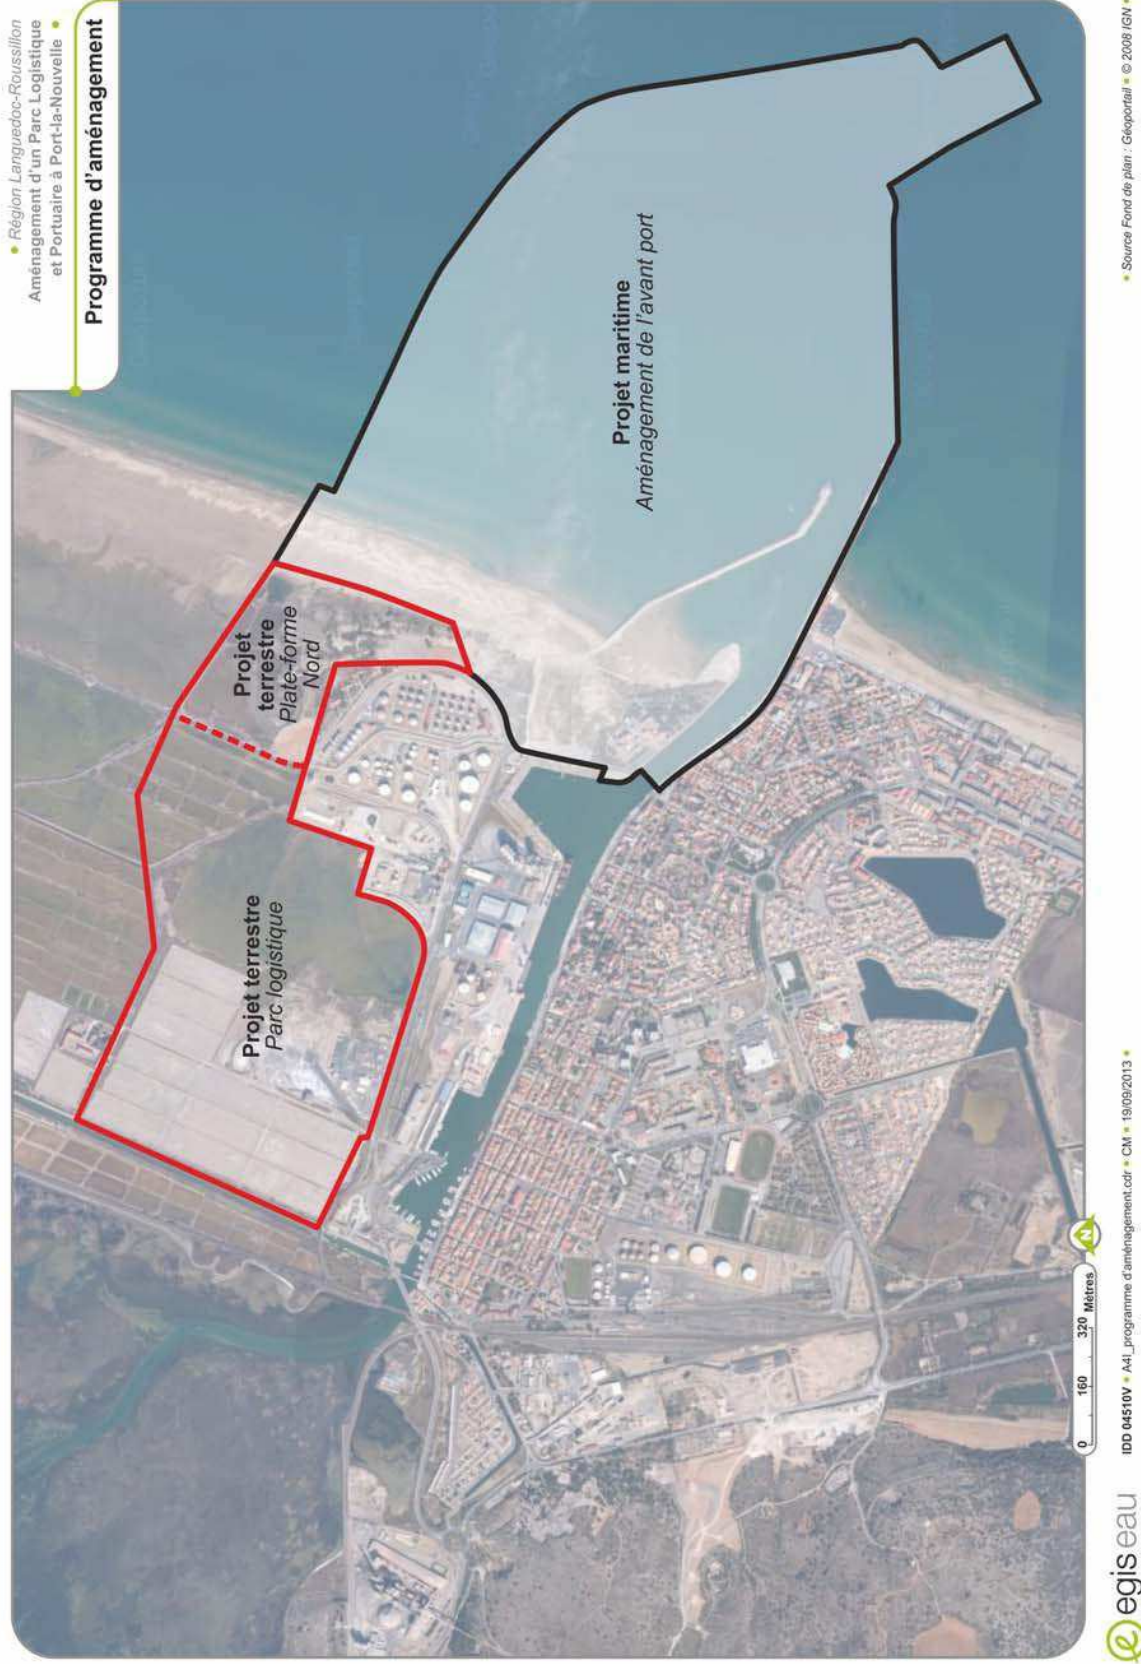 • Région Languedoc-Roussillon
Aménagement d'un Parc Logistique
et Portuaire à Port-la-Nouvelle •
Programme d'aménagement
Projet maritime
Aménagement de l'avant port
Projet
terrestre
Plate-forme
Nord
Projet terrestre
Parc logistique
0 160 320 Mètres
N
egis eau
IDD 04510V • A4l_programme d'aménagement.cdr • CM • 19/09/2013 •
• Source Fond de plan : Géoportail • © 2008 IGN •